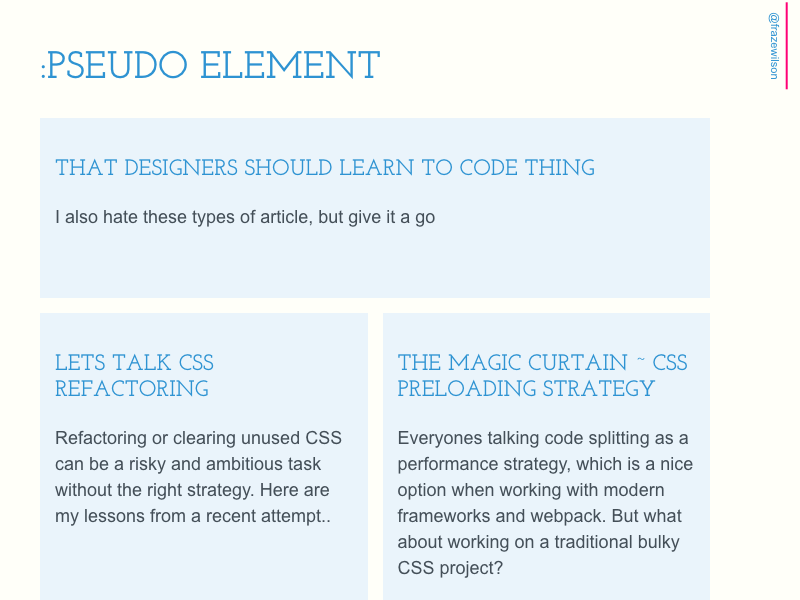 @frazewilson
:PSEUDO ELEMENT
THAT DESIGNERS SHOULD LEARN TO CODE THING
I also hate these types of article, but give it a go
LETS TALK CSS
REFACTORING
Refactoring or clearing unused CSS
can be a risky and ambitious task
without the right strategy. Here are
my lessons from a recent attempt..
THE MAGIC CURTAIN ~ CSS
PRELOADING STRATEGY
Everyones talking code splitting as a
performance strategy, which is a nice
option when working with modern
frameworks and webpack. But what
about working on a traditional bulky
CSS project?